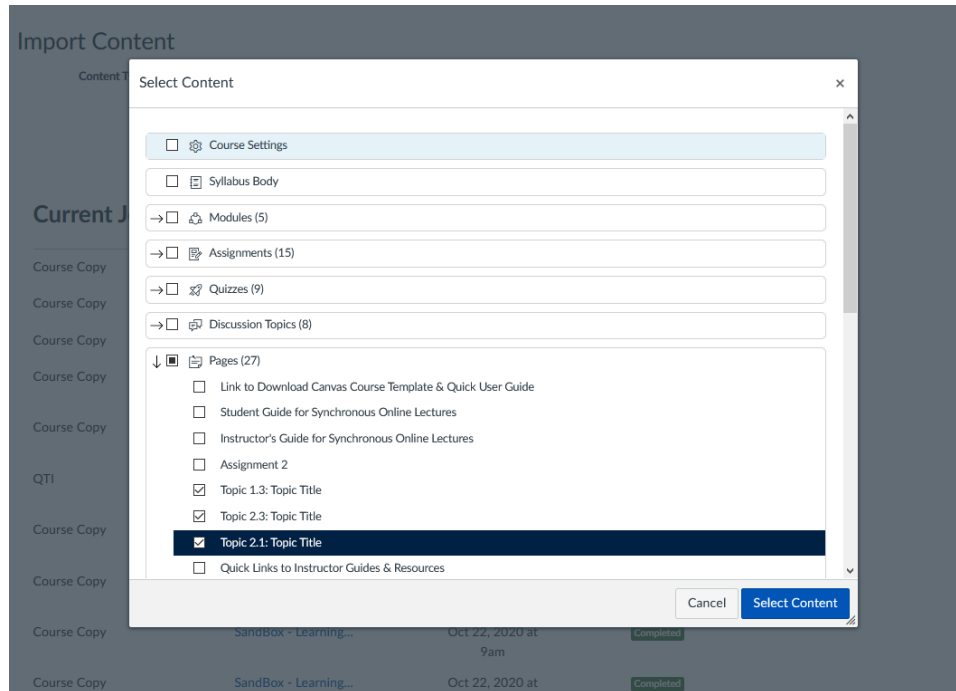 Import Content
Content T
Select Content
×
Course Settings
Syllabus Body
Modules (5)
Assignments (15)
Quizzes (9)
Discussion Topics (8)
Pages (27)
Link to Download Canvas Course Template & Quick User Guide
Student Guide for Synchronous Online Lectures
Instructor's Guide for Synchronous Online Lectures
Assignment 2
Topic 1.3: Topic Title
Topic 2.3: Topic Title
Topic 2.1: Topic Title
Quick Links to Instructor Guides & Resources
Cancel Select Content
Current J
Course Copy
Course Copy
Course Copy
Course Copy
Course Copy
QTI
Course Copy
Course Copy
Course Copy SandBox - Learning... Oct 22, 2020 at Completed
9am
Course Copy SandBox - Learning... Oct 22, 2020 at Completed